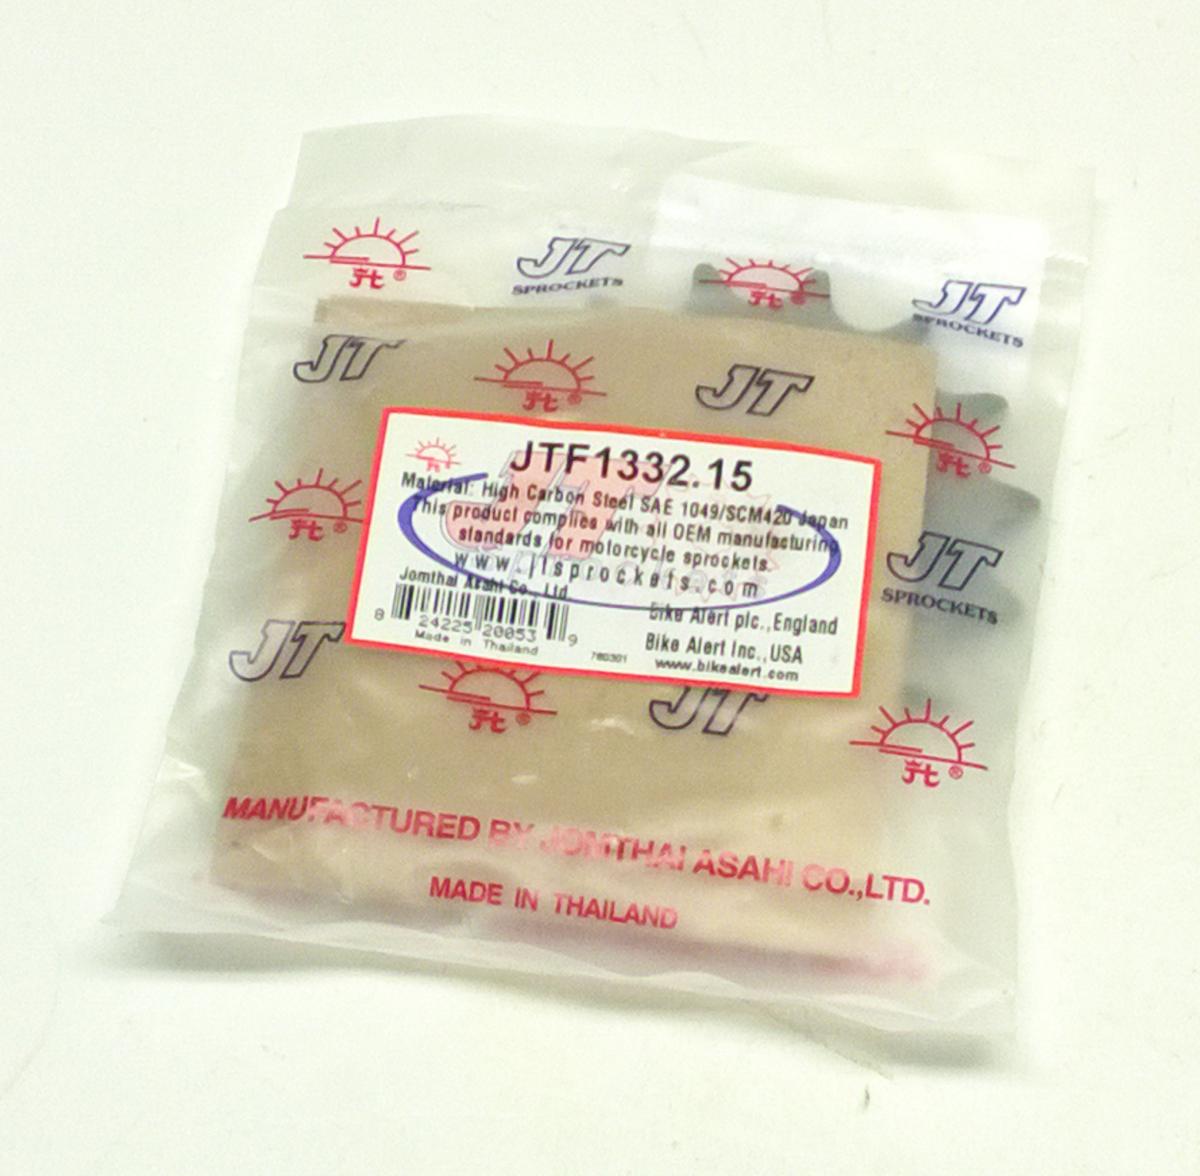 JT SPROCKETS
JT SPROCKETS
JT
JT
JTF1332.15
Material: High Carbon Steel SAE 1049/SCM420 Japan
This product complies with all OEM manufacturing
standards for motorcycle sprockets.
www.jtsprockets.com
Jomthai Asahi Co., Ltd.
8 24225 20053 9
Made in Thailand
780301
Bike Alert plc.,England
Bike Alert Inc.,USA
www.bikealert.com
JT SPROCKETS
JT
JT
MANUFACTURED BY JOMTHAI ASAHI CO.,LTD.
MADE IN THAILAND